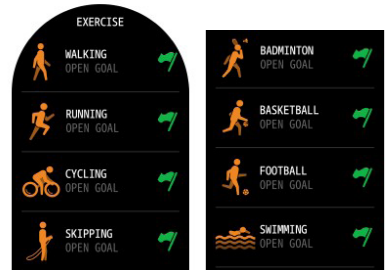 EXERCISE
WALKING
OPEN GOAL
RUNNING
OPEN GOAL
CYCLING
OPEN GOAL
SKIPPING
OPEN GOAL
BADMINTON
OPEN GOAL
BASKETBALL
OPEN GOAL
FOOTBALL
OPEN GOAL
SWIMMING
OPEN GOAL